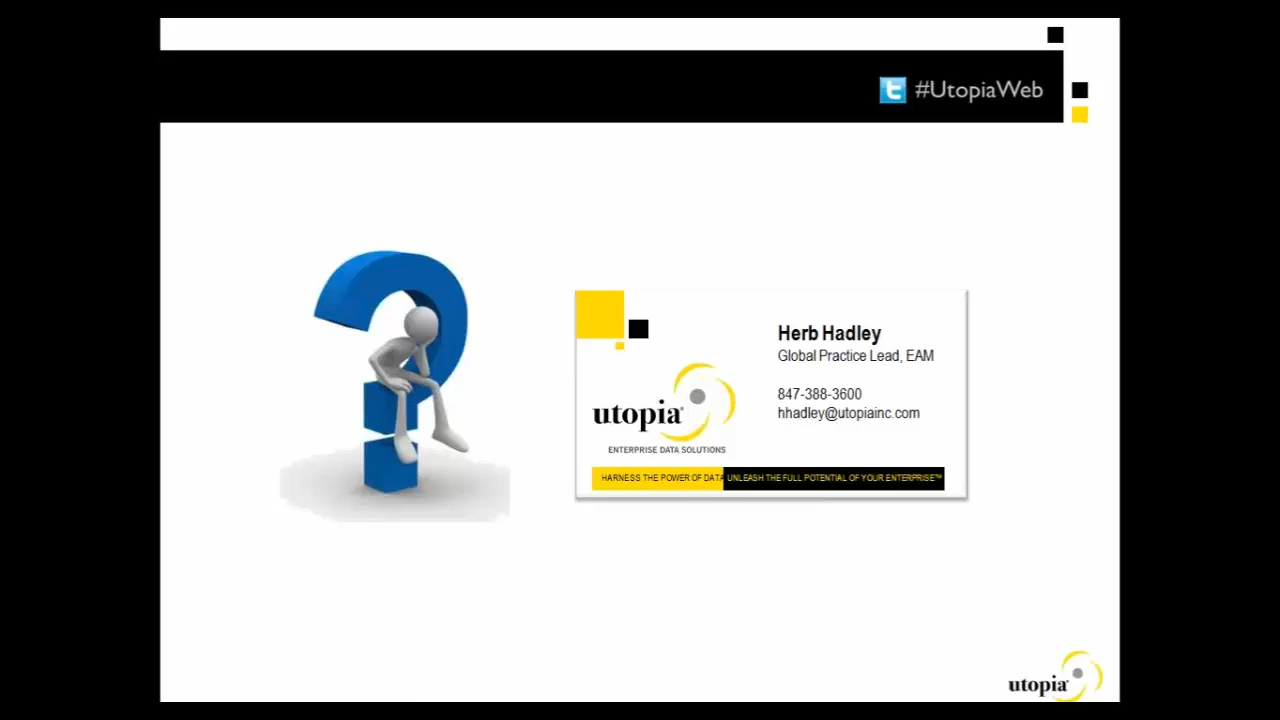 #UtopiaWeb
Herb Hadley
Global Practice Lead, EAM
847-388-3600
hhadley@utopiainc.com
utopia
ENTERPRISE DATA SOLUTIONS
HARNESS THE POWER OF DATA UNLEASH THE FULL POTENTIAL OF YOUR ENTERPRISE™
utopia